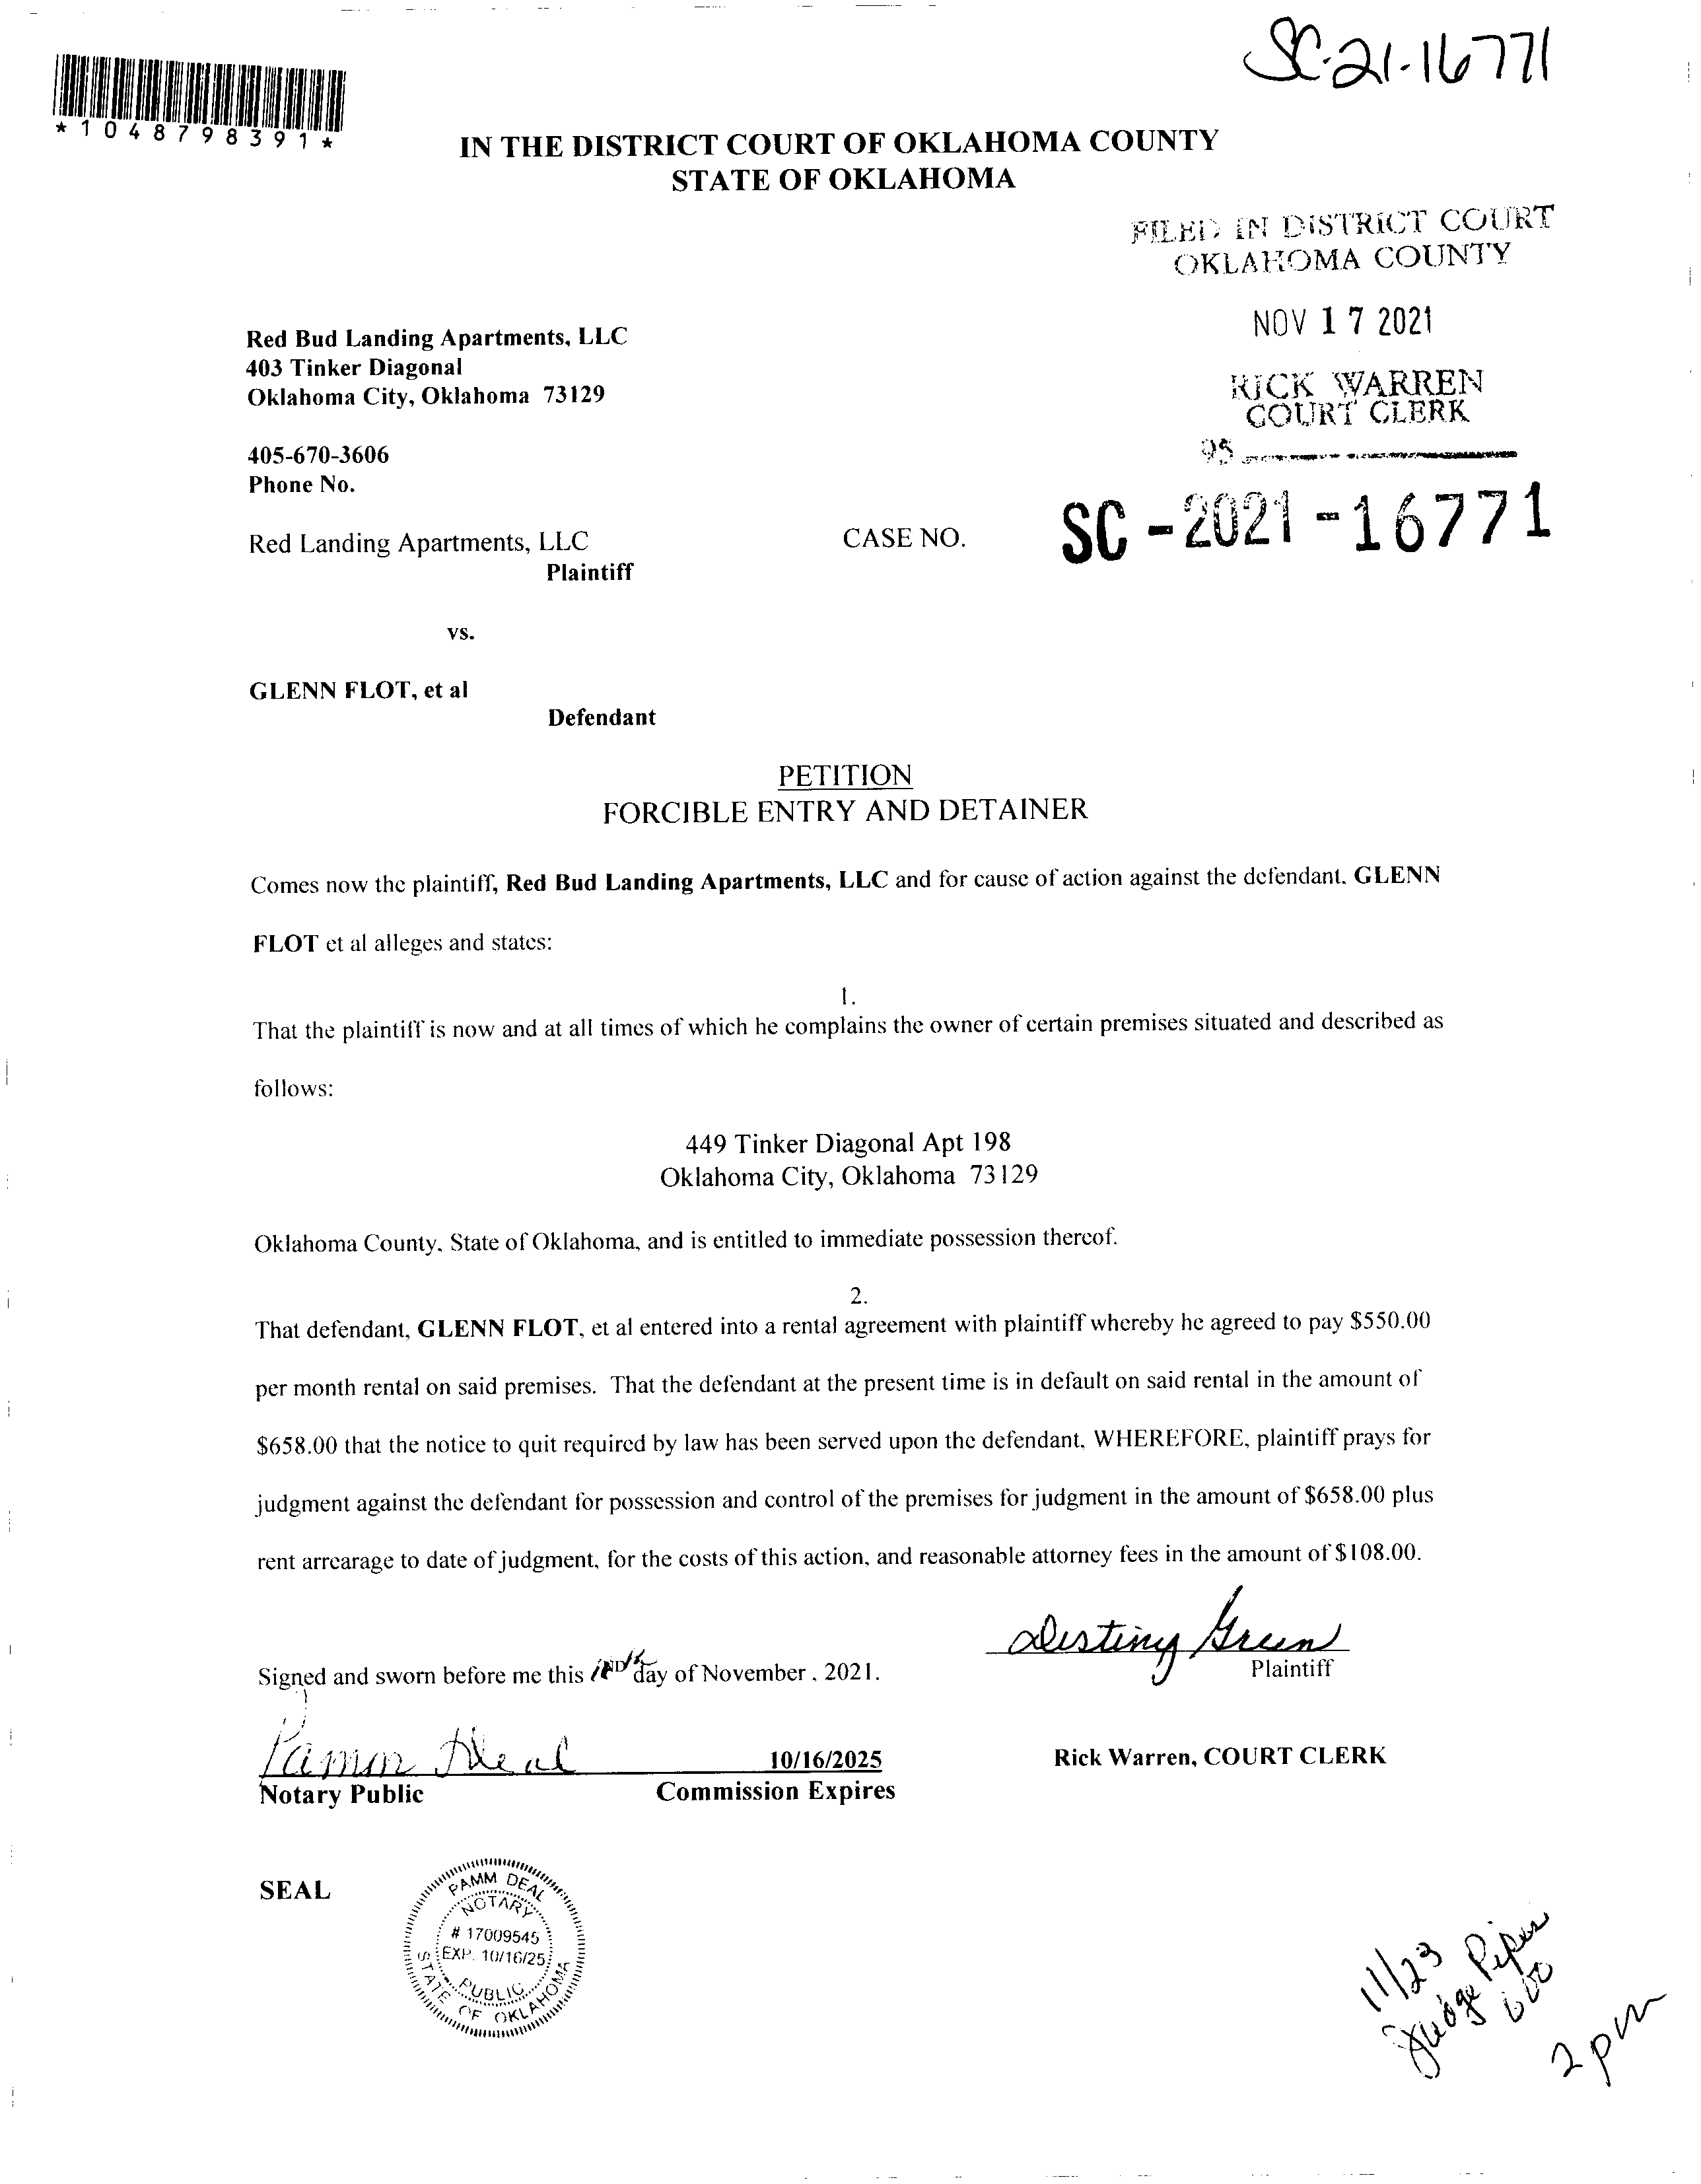 SC-21-16771
*1048798391*
IN THE DISTRICT COURT OF OKLAHOMA COUNTY
STATE OF OKLAHOMA
FILED IN DISTRICT COURT
OKLAHOMA COUNTY
NOV 17 2021
RICK WARREN
COURT CLERK
95
Red Bud Landing Apartments, LLC
403 Tinker Diagonal
Oklahoma City, Oklahoma 73129
405-670-3606
Phone No.
Red Landing Apartments, LLC
Plaintiff
CASE NO. SC-2021-16771
vs.
GLENN FLOT, et al
Defendant
PETITION
FORCIBLE ENTRY AND DETAINER
Comes now the plaintiff, Red Bud Landing Apartments, LLC and for cause of action against the defendant. GLENN
FLOT et al alleges and states:
1.
That the plaintiff is now and at all times of which he complains the owner of certain premises situated and described as
follows:
449 Tinker Diagonal Apt 198
Oklahoma City, Oklahoma 73129
Oklahoma County, State of Oklahoma, and is entitled to immediate possession thereof.
2.
That defendant, GLENN FLOT, et al entered into a rental agreement with plaintiff whereby he agreed to pay $550.00
per month rental on said premises. That the defendant at the present time is in default on said rental in the amount of
$658.00 that the notice to quit required by law has been served upon the defendant, WHEREFORE, plaintiff prays for
judgment against the defendant for possession and control of the premises for judgment in the amount of $658.00 plus
rent arrearage to date of judgment, for the costs of this action, and reasonable attorney fees in the amount of $108.00.
Destiny Green
Plaintiff
Signed and sworn before me this day of November, 2021.
Pamm Deal 10/16/2025
Notary Public Commission Expires
Rick Warren, COURT CLERK
SEAL
PAMM DEAL
NOTARY
# 17009545
EXP. 10/16/25
PUBLIC
STATE OF OKLAHOMA
11/23
Judge Piper
600
2 pm